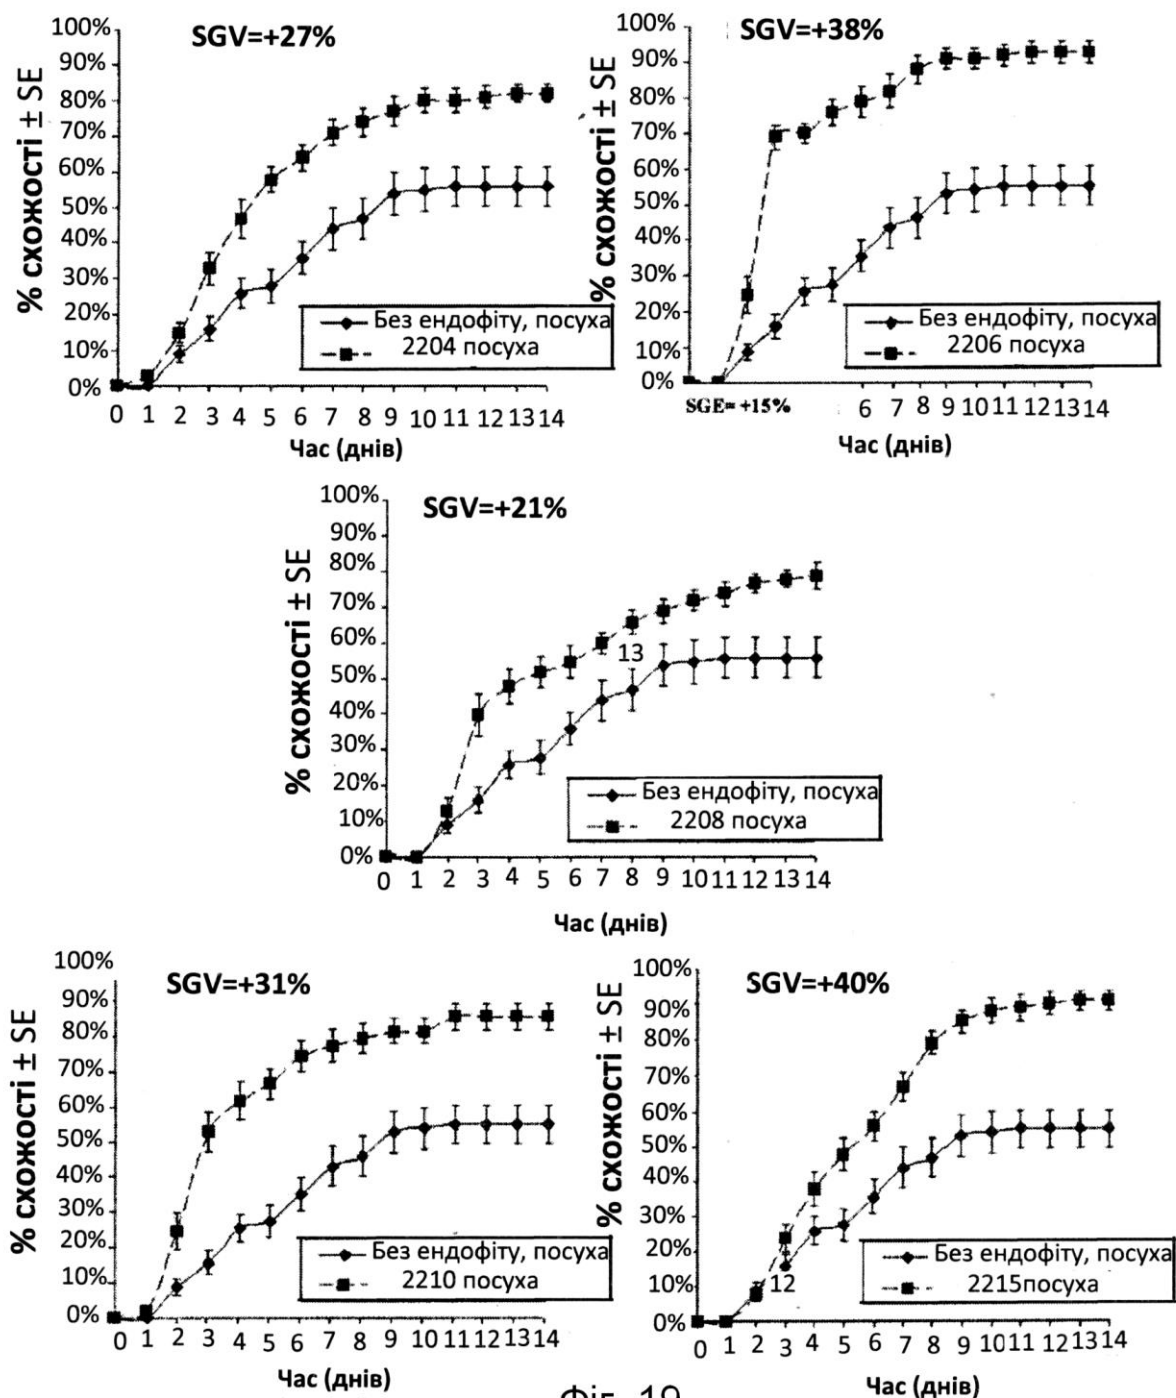 SGV=+27%
% схожості ± SE
100%
90%
80%
70%
60%
50%
40%
30%
20%
10%
0%
Без ендофіту, посуха
2204 посуха
0 1 2 3 4 5 6 7 8 9 10 11 12 13 14
Час (днів)
SGV=+38%
% схожості ± SE
100%
90%
80%
70%
60%
50%
40%
30%
20%
10%
0%
Без ендофіту, посуха
2206 посуха
SGE= +15%
6 7 8 9 10 11 12 13 14
Час (днів)
SGV=+21%
% схожості ± SE
100%
90%
80%
70%
60%
50%
40%
30%
20%
10%
0%
13
Без ендофіту, посуха
2208 посуха
0 1 2 3 4 5 6 7 8 9 10 11 12 13 14
Час (днів)
SGV=+31%
% схожості ± SE
100%
90%
80%
70%
60%
50%
40%
30%
20%
10%
0%
Без ендофіту, посуха
2210 посуха
0 1 2 3 4 5 6 7 8 9 10 11 12 13 14
Час (днів)
SGV=+40%
% схожості ± SE
100%
90%
80%
70%
60%
50%
40%
30%
20%
10%
0%
12
Без ендофіту, посуха
2215посуха
0 1 2 3 4 5 6 7 8 9 10 11 12 13 14
Час (днів)